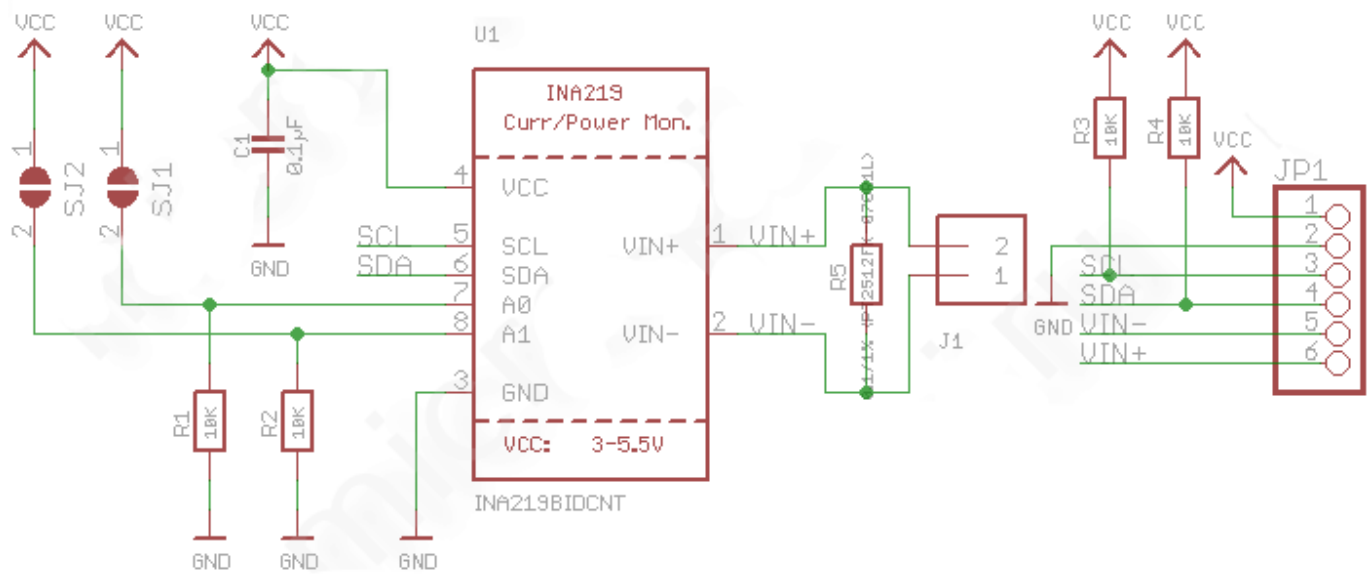 VCC
VCC
VCC
U1
VCC
VCC
INA219
Curr/Power Mon.
R3
10K
R4
10K
VCC
JP1
1
SJ2
2
1
SJ1
2
C1
0.1µF
GND
4
VCC
SCL
5
SCL
SDA
6
SDA
7
A0
8
A1
3
GND
VIN+
1
VIN+
VIN-
2
VIN-
R5
2
1
J1
1
2
SCL
3
SDA
4
GND
VIN-
5
VIN+
6
R1
10K
R2
10K
VCC: 3-5.5V
INA219BIDCNT
GND
GND
GND